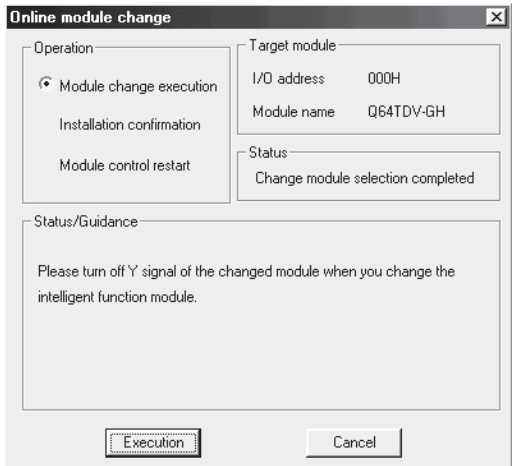 Online module change
Operation
Module change execution
Installation confirmation
Module control restart
Target module
I/O address 000H
Module name Q64TDV-GH
Status
Change module selection completed
Status/Guidance
Please turn off Y signal of the changed module when you change the
intelligent function module.
Execution
Cancel